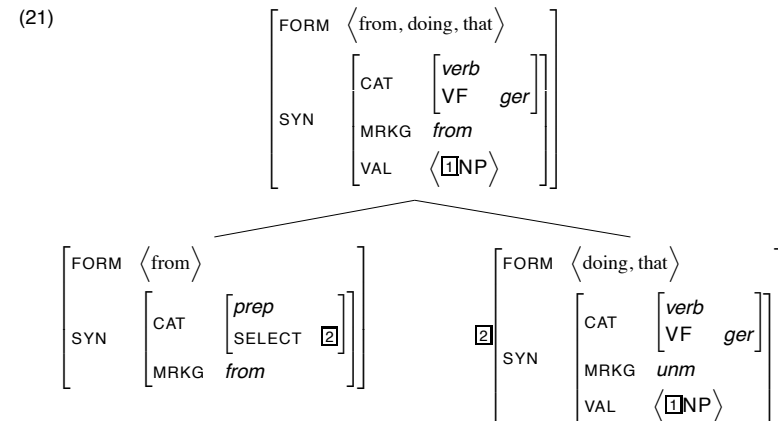 (21)
FORM ⟨from, doing, that⟩
SYN
CAT
verb
VF ger
MRKG from
VAL ⟨1NP⟩
FORM ⟨from⟩
SYN
CAT
prep
SELECT 2
MRKG from
2
FORM ⟨doing, that⟩
SYN
CAT
verb
VF ger
MRKG unm
VAL ⟨1NP⟩